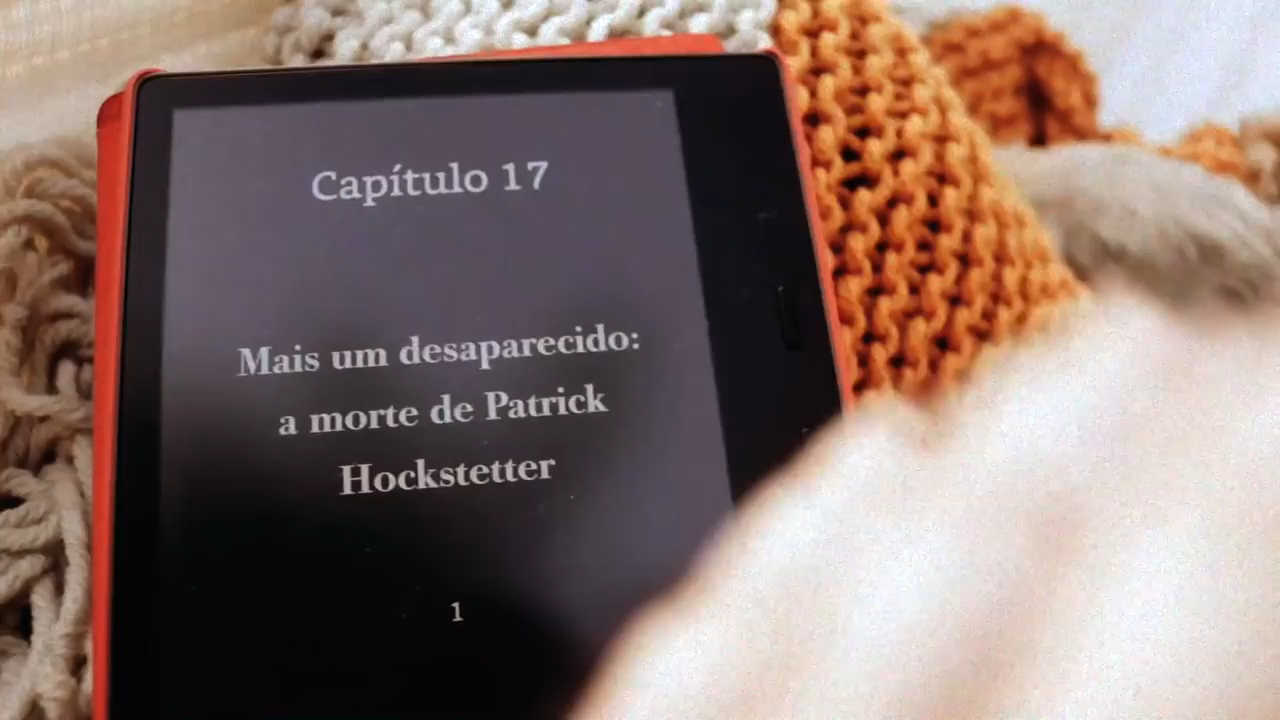 Capítulo 17
Mais um desaparecido:
a morte de Patrick
Hockstetter
1